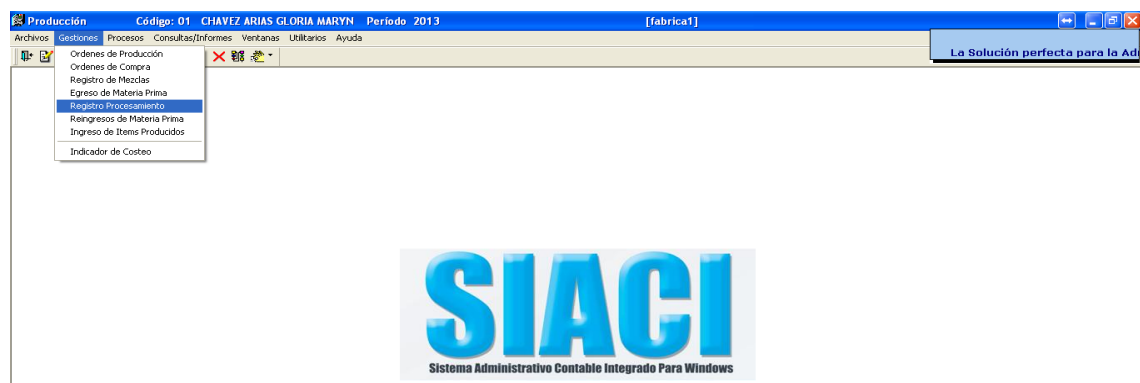 Producción Código: 01 CHAVEZ ARIAS GLORIA MARYN Período 2013 [fabrica1]
Archivos Gestiones Procesos Consultas/Informes Ventanas Utilitarios Ayuda
La Solución perfecta para la Ad
Ordenes de Producción
Ordenes de Compra
Registro de Mezclas
Egreso de Materia Prima
Registro Procesamiento
Reingresos de Materia Prima
Ingreso de Items Producidos
Indicador de Costeo
SIACI
Sistema Administrativo Contable Integrado Para Windows